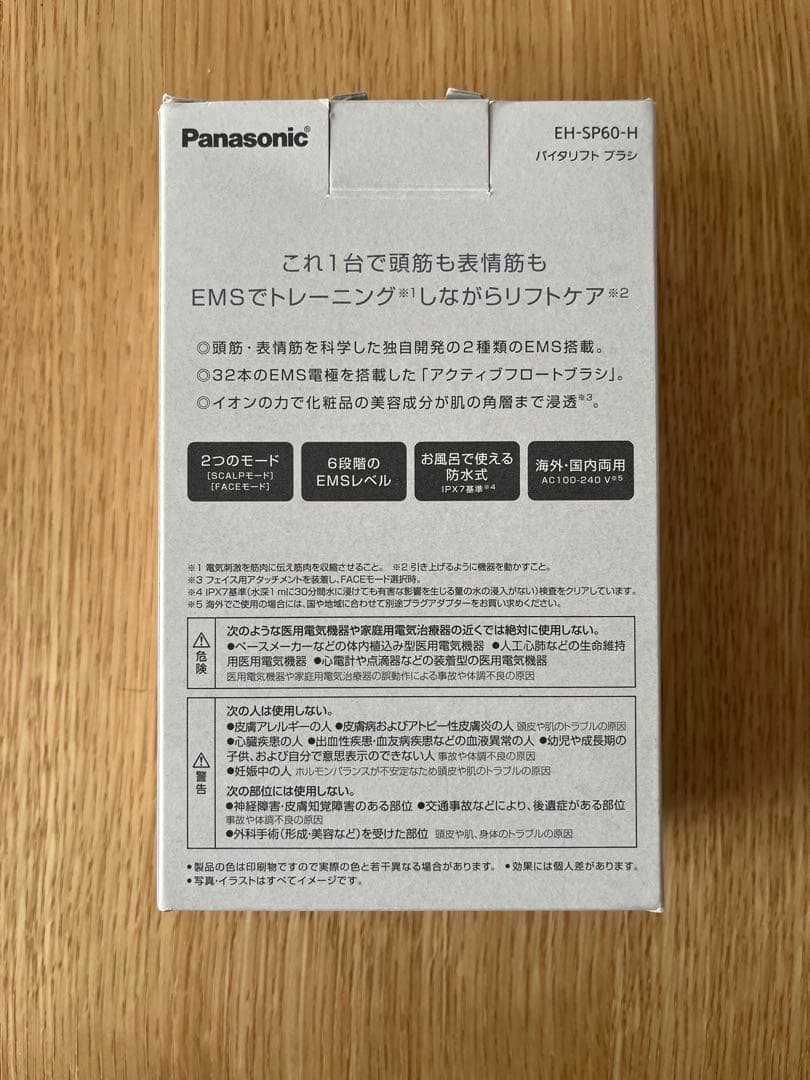 Panasonic®
EH-SP60-H
バイタリフト ブラシ
これ1台で頭筋も表情筋も
EMSでトレーニング※1しながらリフトケア※2
◎頭筋・表情筋を科学した独自開発の2種類のEMS搭載。
◎32本のEMS電極を搭載した「アクティブフロートブラシ」。
◎イオンの力で化粧品の美容成分が肌の角層まで浸透※3。
2つのモード
[SCALPモード]
[FACEモード]
6段階の
EMSレベル
お風呂で使える
防水式
IPX7基準※4
海外・国内両用
AC100-240 V※5
※1 電気刺激を筋肉に伝え筋肉を収縮させること。 ※2 引き上げるように機器を動かすこと。
※3 フェイス用アタッチメントを装着し、FACEモード選択時。
※4 IPX7基準(水深1 mに30分間水に浸けても有害な影響を生じる量の水の浸入がない)検査をクリアしています。
※5 海外でご使用の場合には、国や地域に合わせて別途プラグアダプターをお買い求めください。
危険
次のような医用電気機器や家庭用電気治療器の近くでは絶対に使用しない。
●ペースメーカーなどの体内植込み型医用電気機器 ●人工心肺などの生命維持
用医用電気機器 ●心電計や点滴器などの装着型の医用電気機器
医用電気機器や家庭用電気治療器の誤動作による事故や体調不良の原因
警告
次の人は使用しない。
●皮膚アレルギーの人 ●皮膚病およびアトピー性皮膚炎の人 頭皮や肌のトラブルの原因
●心臓疾患の人 ●出血性疾患・血友病疾患などの血液異常の人 ●幼児や成長期の
子供、および自分で意思表示のできない人 事故や体調不良の原因
●妊娠中の人 ホルモンバランスが不安定なため頭皮や肌のトラブルの原因
次の部位には使用しない。
●神経障害・皮膚知覚障害のある部位 ●交通事故などにより、後遺症がある部位
事故や体調不良の原因
●外科手術(形成・美容など)を受けた部位 頭皮や肌、身体のトラブルの原因
●製品の色は印刷物ですので実際の色と若干異なる場合があります。 ●効果には個人差があります。
●写真・イラストはすべてイメージです。